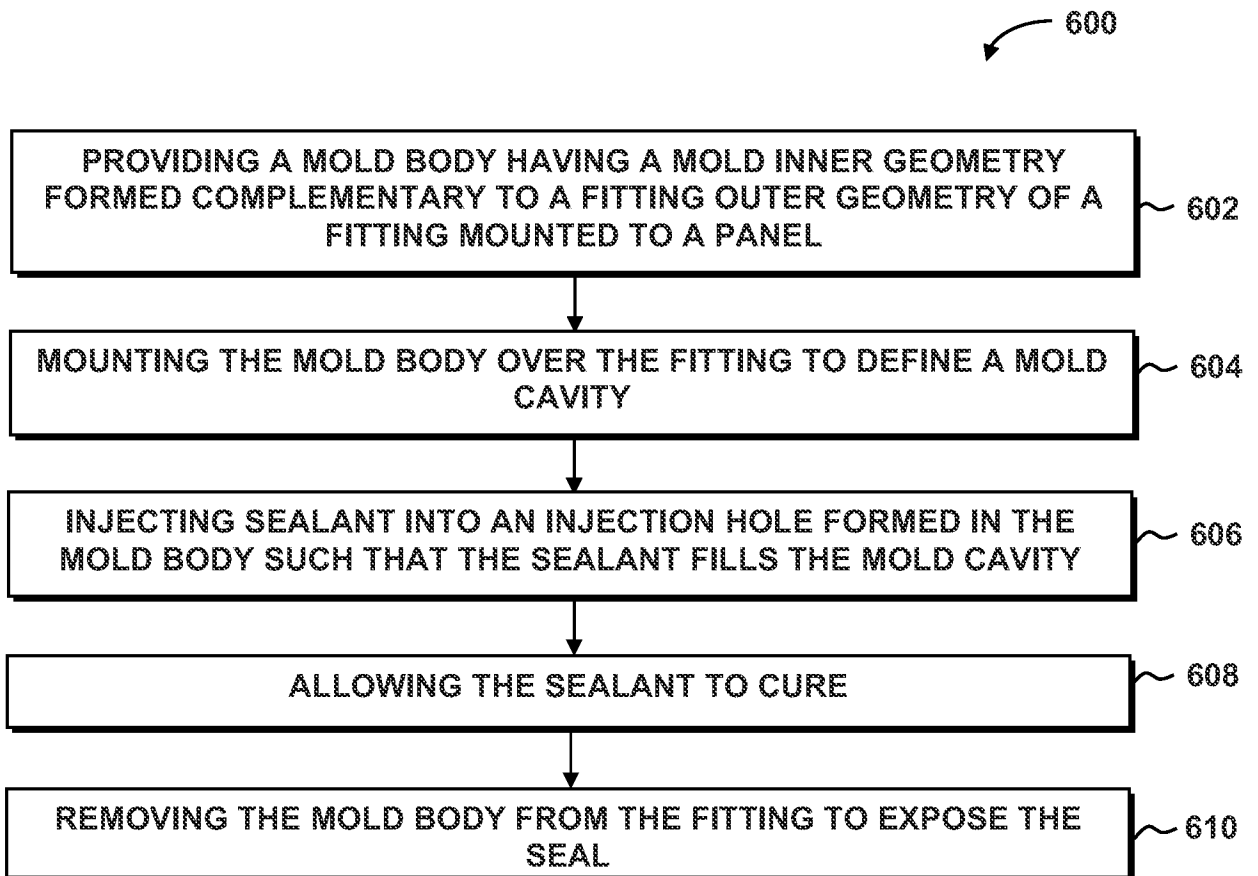 600
PROVIDING A MOLD BODY HAVING A MOLD INNER GEOMETRY
FORMED COMPLEMENTARY TO A FITTING OUTER GEOMETRY OF A
FITTING MOUNTED TO A PANEL
602
MOUNTING THE MOLD BODY OVER THE FITTING TO DEFINE A MOLD
CAVITY
604
INJECTING SEALANT INTO AN INJECTION HOLE FORMED IN THE
MOLD BODY SUCH THAT THE SEALANT FILLS THE MOLD CAVITY
606
ALLOWING THE SEALANT TO CURE
608
REMOVING THE MOLD BODY FROM THE FITTING TO EXPOSE THE
SEAL
610